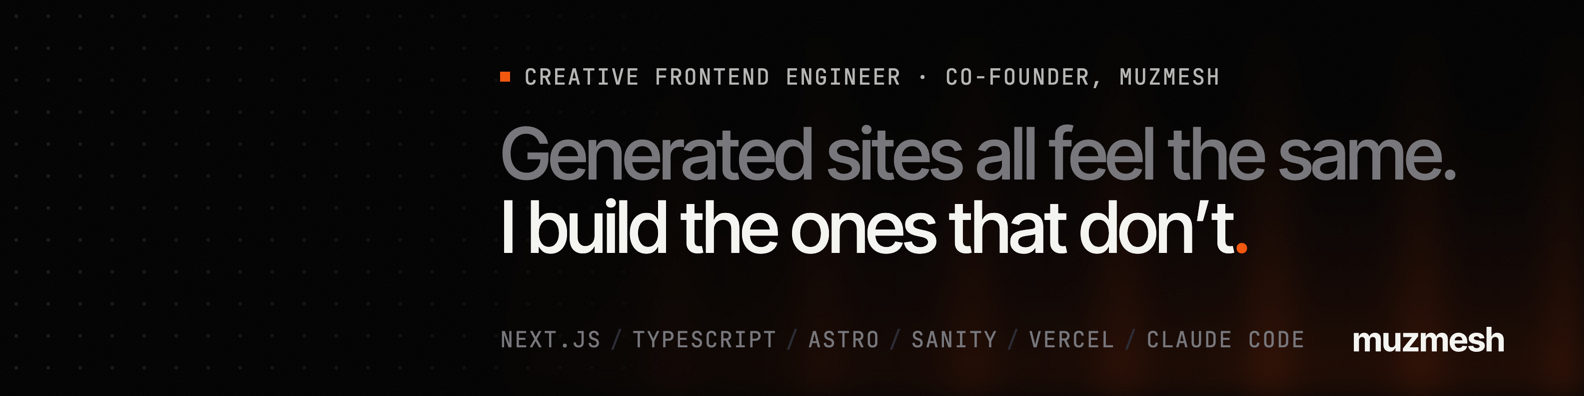 CREATIVE FRONTEND ENGINEER · CO-FOUNDER, MUZMESH
Generated sites all feel the same.
I build the ones that don’t.
NEXT.JS / TYPESCRIPT / ASTRO / SANITY / VERCEL / CLAUDE CODE
muzmesh